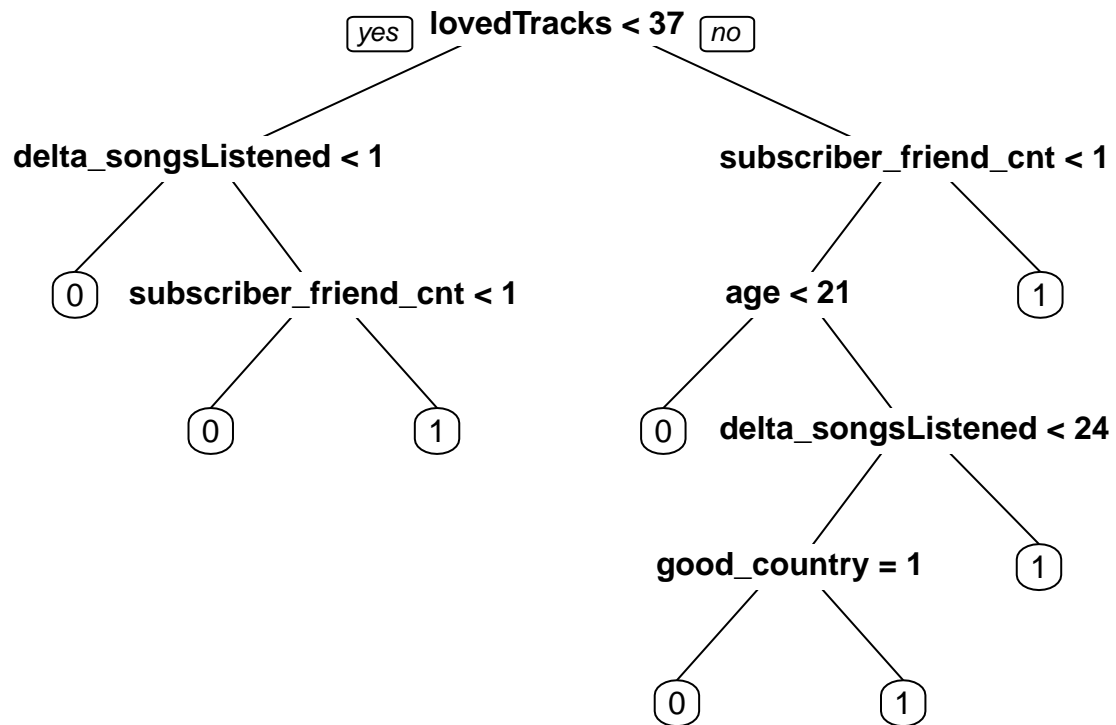 yes lovedTracks < 37 no
delta_songsListened < 1 subscriber_friend_cnt < 1
0 subscriber_friend_cnt < 1 age < 21 1
0 1 0 delta_songsListened < 24
good_country = 1 1
0 1